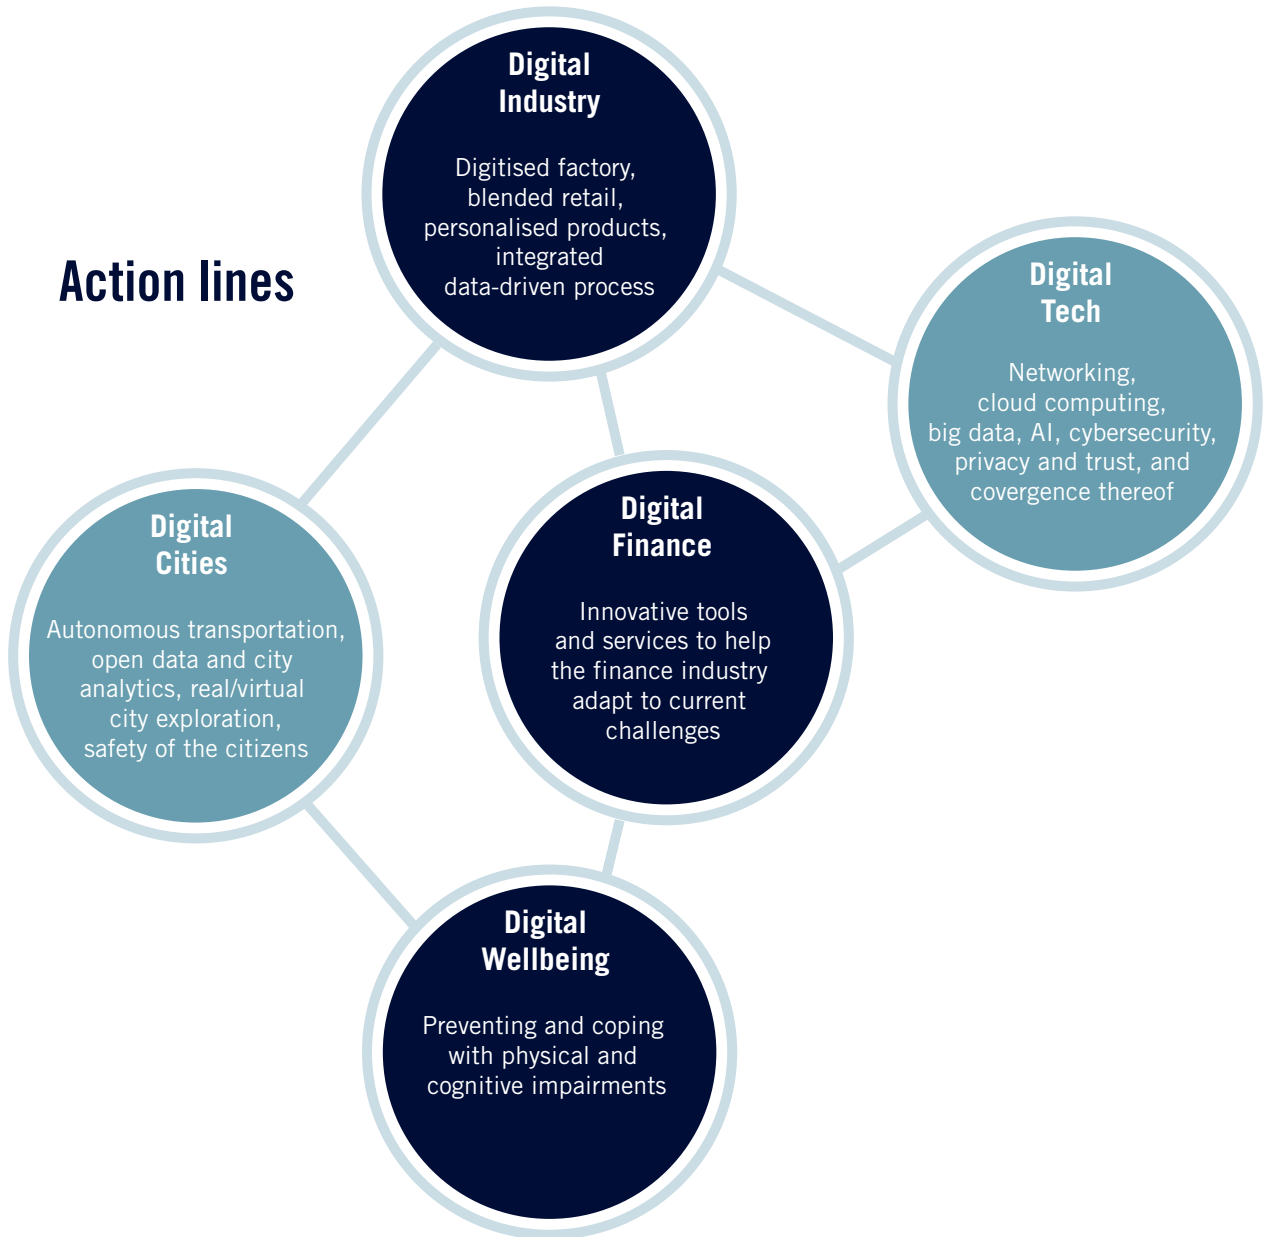 Digital
Industry
Digitised factory,
blended retail,
personalised products,
integrated
data-driven process
Action lines
Digital
Tech
Networking,
cloud computing,
big data, AI, cybersecurity,
privacy and trust, and
covergence thereof
Digital
Cities
Autonomous transportation,
open data and city
analytics, real/virtual
city exploration,
safety of the citizens
Digital
Finance
Innovative tools
and services to help
the finance industry
adapt to current
challenges
Digital
Wellbeing
Preventing and coping
with physical and
cognitive impairments